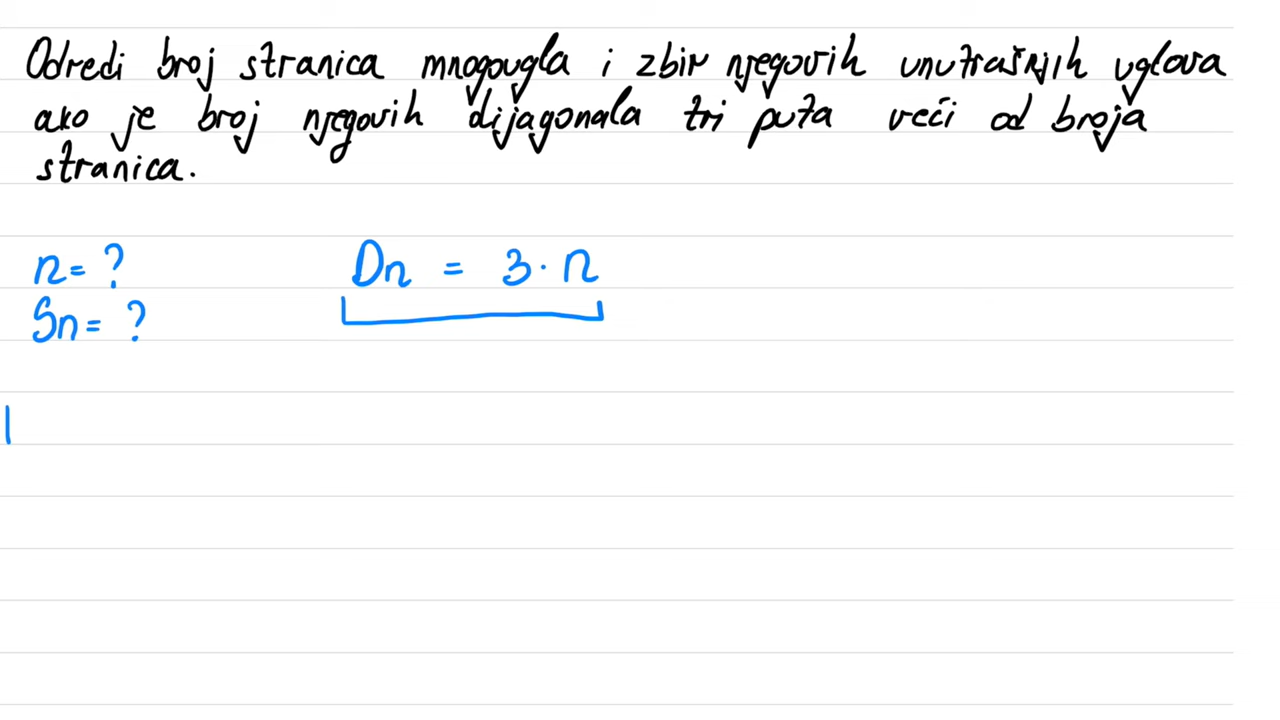 Odredi broj stranica mnogougla i zbir njegovih unutrašnjih uglova
ako je broj njegovih dijagonala tri puta veći od broja
stranica.
n = ?
Dn = 3 · n
Sn = ?